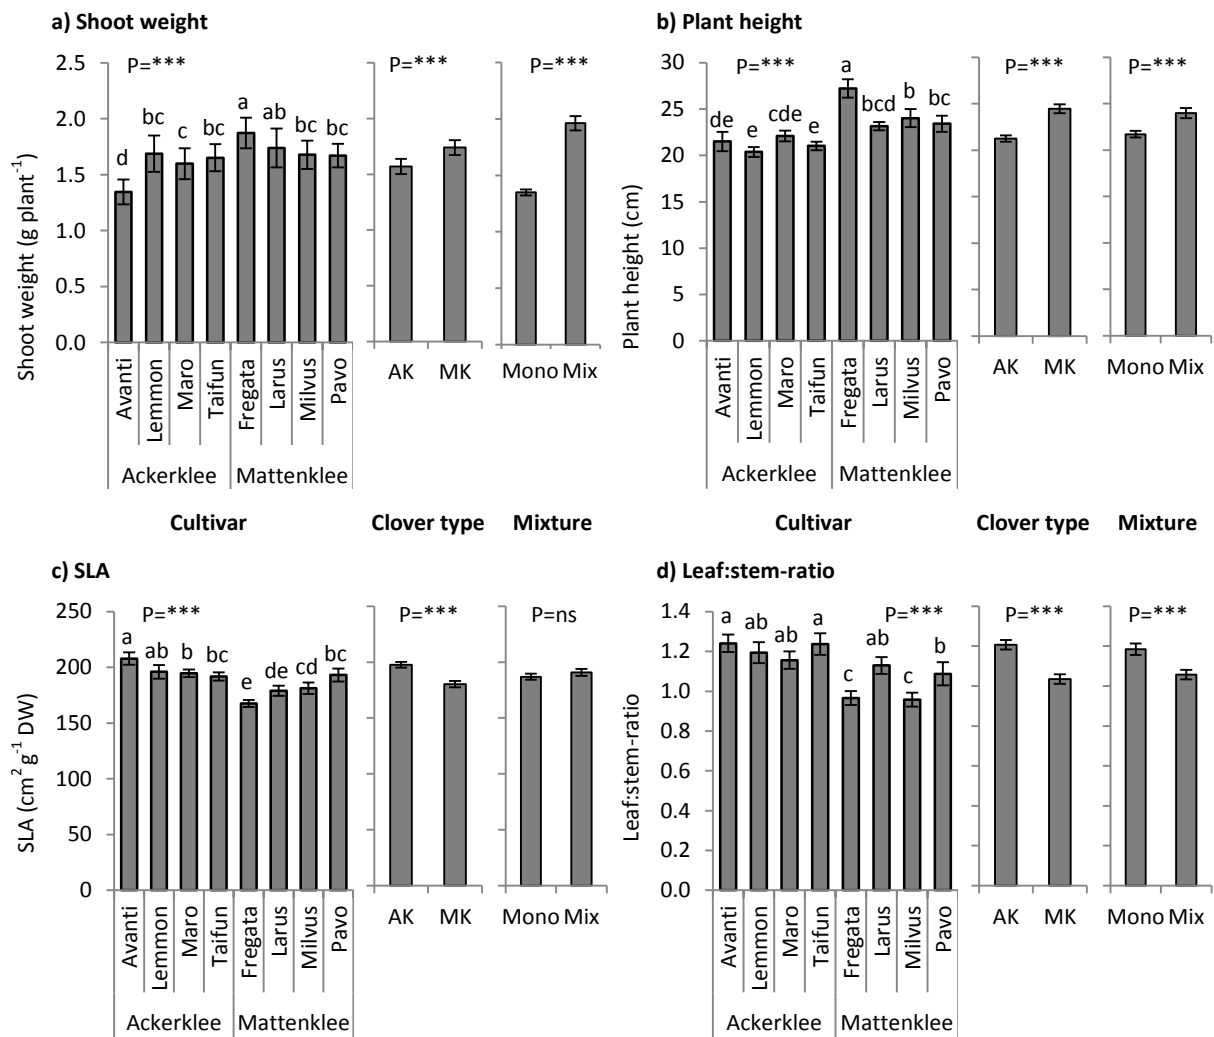 a) Shoot weight
P=***
P=***
P=***
Shoot weight (g plant⁻¹)
2.5
2.0
1.5
1.0
0.5
0.0
d
bc
c
bc
a
ab
bc
bc
Avanti
Lemmon
Maro
Taifun
Fregata
Larus
Milvus
Pavo
Ackerklee
Mattenklee
AK
MK
Mono
Mix
b) Plant height
P=***
P=***
P=***
Plant height (cm)
30
25
20
15
10
5
0
de
e
cde
e
a
bcd
b
bc
Avanti
Lemmon
Maro
Taifun
Fregata
Larus
Milvus
Pavo
Ackerklee
Mattenklee
AK
MK
Mono
Mix
Cultivar
Clover type
Mixture
Cultivar
Clover type
Mixture
c) SLA
P=***
P=***
P=ns
SLA (cm² g⁻¹ DW)
250
200
150
100
50
0
a
ab
b
bc
e
de
cd
bc
Avanti
Lemmon
Maro
Taifun
Fregata
Larus
Milvus
Pavo
Ackerklee
Mattenklee
AK
MK
Mono
Mix
d) Leaf:stem-ratio
P=***
P=***
P=***
Leaf:stem-ratio
1.4
1.2
1.0
0.8
0.6
0.4
0.2
0.0
a
ab
ab
a
c
ab
c
b
Avanti
Lemmon
Maro
Taifun
Fregata
Larus
Milvus
Pavo
Ackerklee
Mattenklee
AK
MK
Mono
Mix